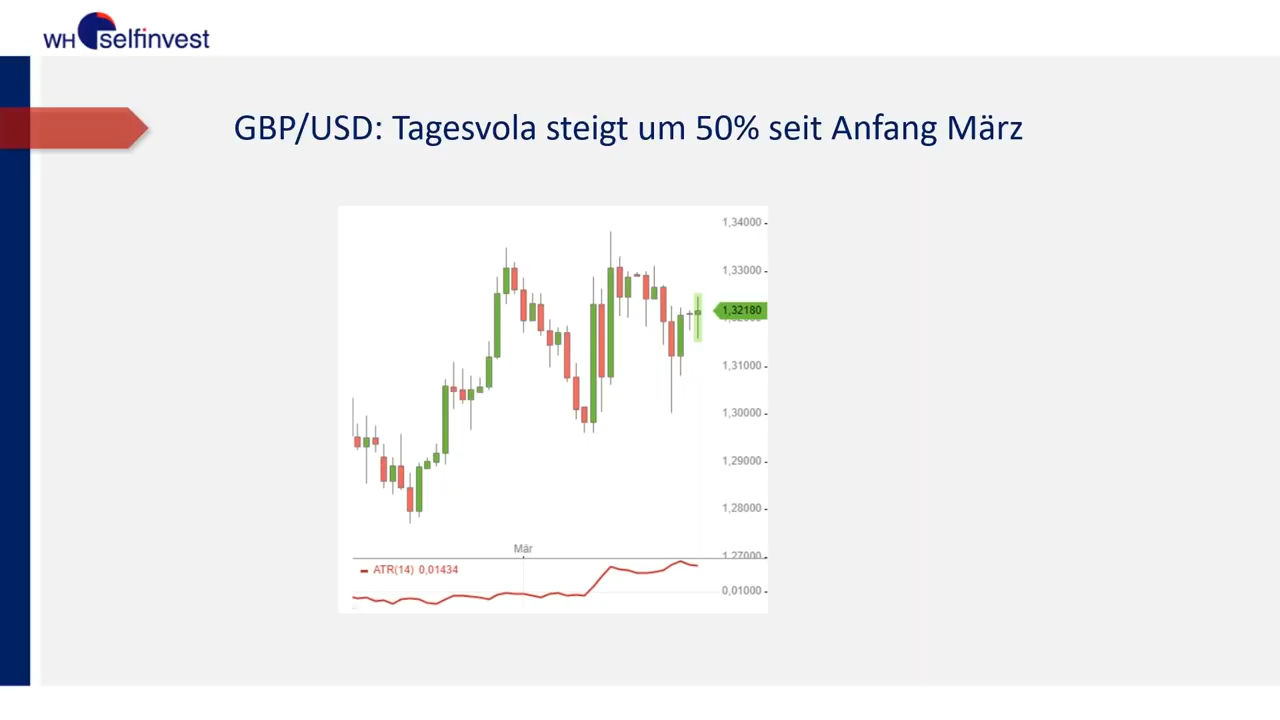 WH selfinvest
GBP/USD: Tagesvola steigt um 50% seit Anfang März
1,34000
1,33000
1,32180
1,31000
1,30000
1,29000
1,28000
Mär
1,27000
ATR(14) 0,01434
0,01000